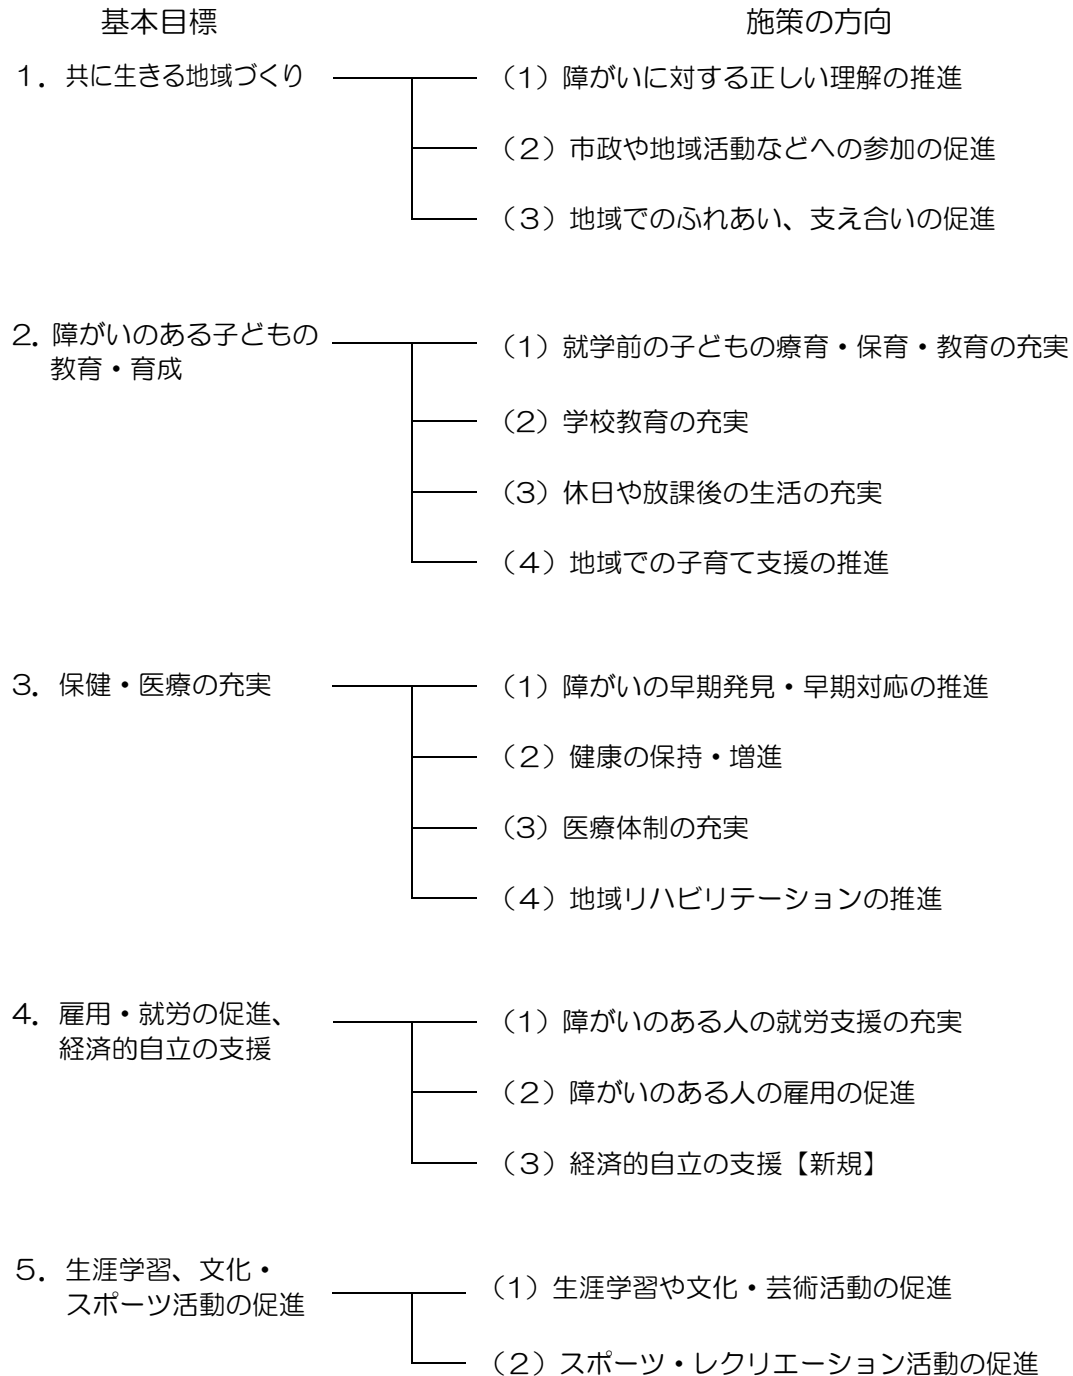 基本目標
施策の方向
１．共に生きる地域づくり
（1）障がいに対する正しい理解の推進
（２）市政や地域活動などへの参加の促進
（３）地域でのふれあい、支え合いの促進
２．障がいのある子どもの
教育・育成
（1）就学前の子どもの療育・保育・教育の充実
（2）学校教育の充実
（3）休日や放課後の生活の充実
（４）地域での子育て支援の推進
３．保健・医療の充実
（1）障がいの早期発見・早期対応の推進
（２）健康の保持・増進
（3）医療体制の充実
（４）地域リハビリテーションの推進
４．雇用・就労の促進、
経済的自立の支援
（1）障がいのある人の就労支援の充実
（２）障がいのある人の雇用の促進
（３）経済的自立の支援【新規】
５．生涯学習、文化・
スポーツ活動の促進
（1）生涯学習や文化・芸術活動の促進
（２）スポーツ・レクリエーション活動の促進